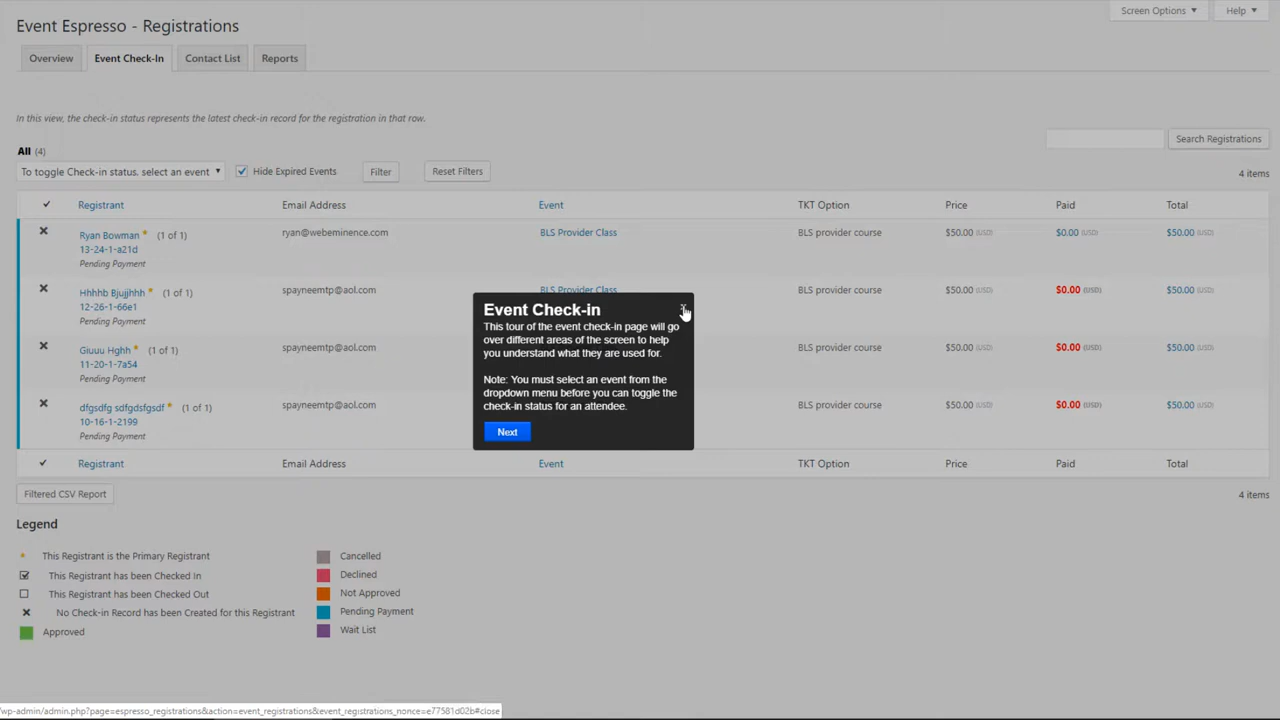 Screen Options ▼ Help ▼
Event Espresso - Registrations
Overview Event Check-In Contact List Reports
In this view, the check-in status represents the latest check-in record for the registration in that row.
Search Registrations
All (4)
To toggle Check-in status, select an event ▼ Hide Expired Events Filter Reset Filters 4 items
Registrant Email Address Event TKT Option Price Paid Total
Ryan Bowman (1 of 1) ryan@webeminence.com BLS Provider Class BLS provider course $50.00 (USD) $0.00 (USD) $50.00 (USD)
13-24-1-a21d
Pending Payment
Hhhhb Bjujjhhh (1 of 1) spayneemtp@aol.com BLS Provider Class BLS provider course $50.00 (USD) $0.00 (USD) $50.00 (USD)
12-26-1-66e1
Pending Payment
Giuuu Hghh (1 of 1) spayneemtp@aol.com BLS provider course $50.00 (USD) $0.00 (USD) $50.00 (USD)
11-20-1-7a54
Pending Payment
dfgsdfg sdfgdsfgsdf (1 of 1) spayneemtp@aol.com BLS provider course $50.00 (USD) $0.00 (USD) $50.00 (USD)
10-16-1-2199
Pending Payment
Event Check-in
This tour of the event check-in page will go
over different areas of the screen to help
you understand what they are used for.
Note: You must select an event from the
dropdown menu before you can toggle the
check-in status for an attendee.
Next
Registrant Email Address Event TKT Option Price Paid Total
Filtered CSV Report 4 items
Legend
This Registrant is the Primary Registrant
This Registrant has been Checked In
This Registrant has been Checked Out
No Check-in Record has been Created for this Registrant
Approved
Cancelled
Declined
Not Approved
Pending Payment
Wait List
/wp-admin/admin.php?page=espresso_registrations&action=event_registrations&event_registrations_nonce=e77581d02b#close